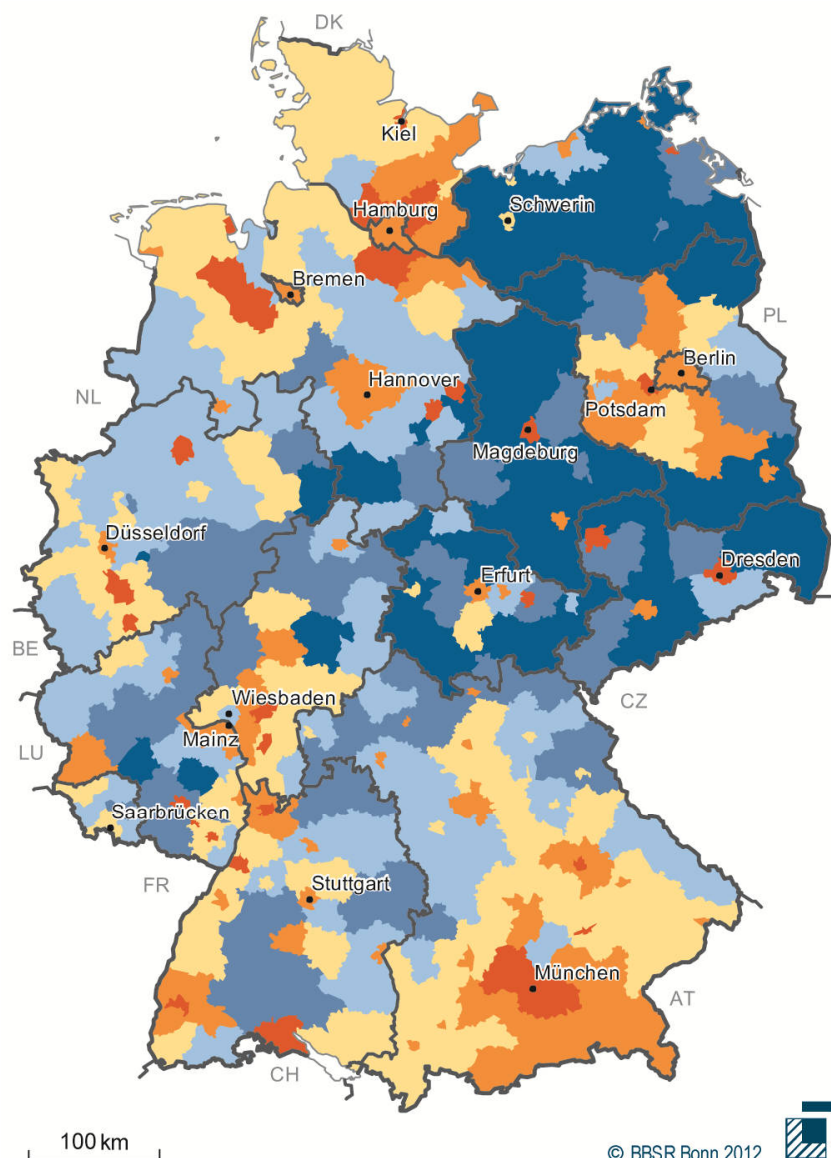 DK
Kiel
Hamburg
Schwerin
Bremen
PL
Berlin
Hannover
NL
Potsdam
Magdeburg
Düsseldorf
Erfurt
Dresden
BE
CZ
Wiesbaden
Mainz
LU
Saarbrücken
FR
Stuttgart
München
AT
CH
100 km
© BBSR Bonn 2012